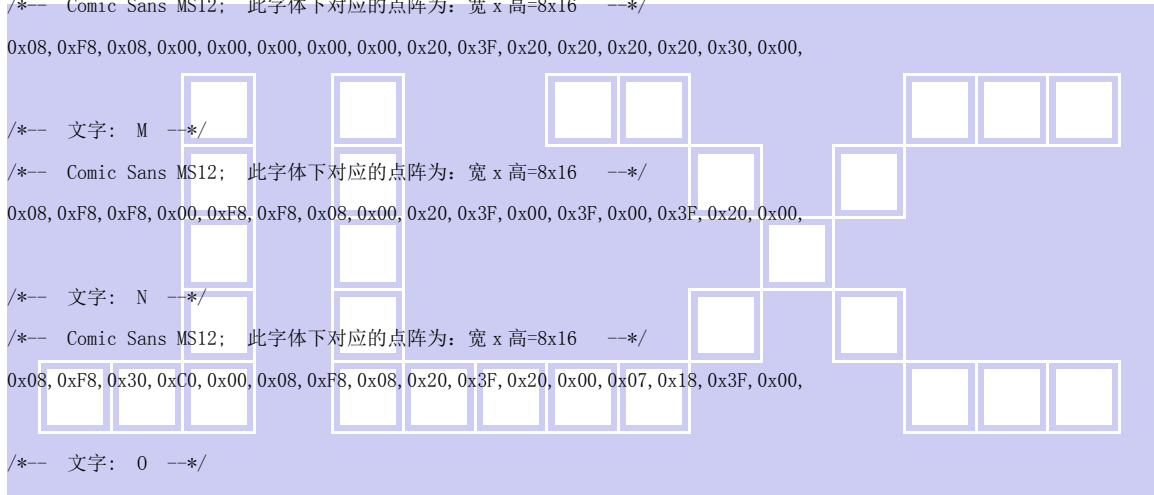 /*--  Comic Sans MS12;  此字体下对应的点阵为：宽 x 高=8x16   --*/
0x08,0xF8,0x08,0x00,0x00,0x00,0x00,0x00,0x20,0x3F,0x20,0x20,0x20,0x20,0x30,0x00,
/*--  文字:  M  --*/
/*--  Comic Sans MS12;  此字体下对应的点阵为：宽 x 高=8x16   --*/
0x08,0xF8,0xF8,0x00,0xF8,0xF8,0x08,0x00,0x20,0x3F,0x00,0x3F,0x00,0x3F,0x20,0x00,
/*--  文字:  N  --*/
/*--  Comic Sans MS12;  此字体下对应的点阵为：宽 x 高=8x16   --*/
0x08,0xF8,0x30,0xC0,0x00,0x08,0xF8,0x08,0x20,0x3F,0x20,0x00,0x07,0x18,0x3F,0x00,
/*--  文字:  O  --*/